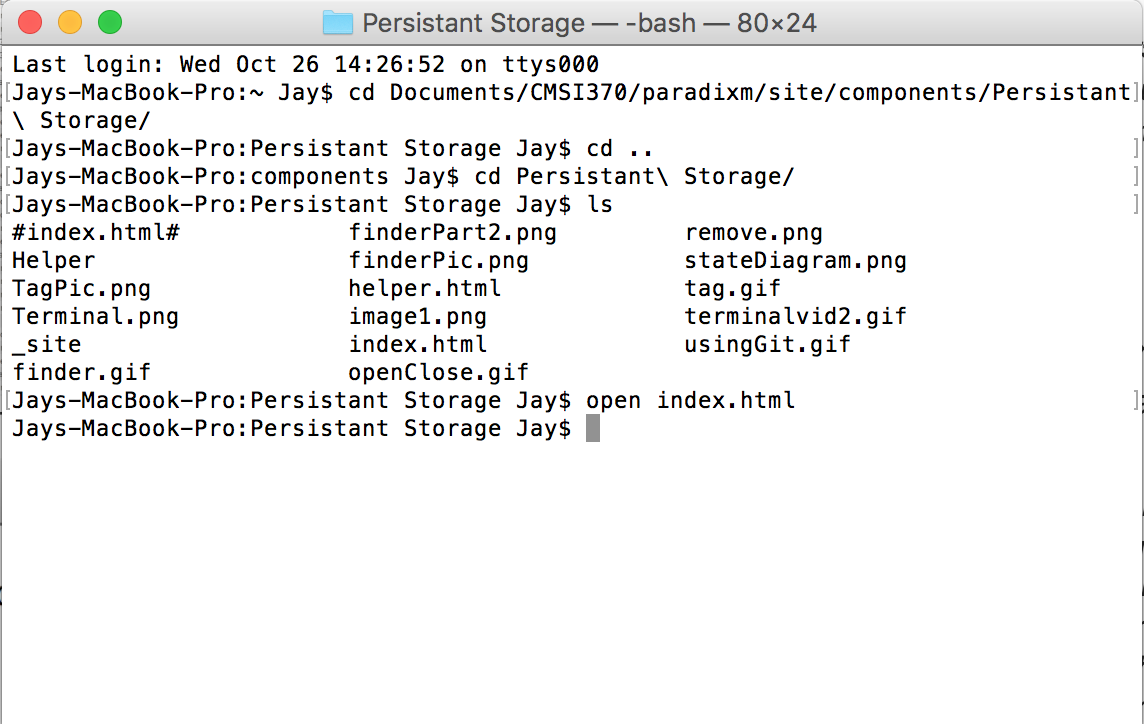 Persistant Storage — -bash — 80×24
Last login: Wed Oct 26 14:26:52 on ttys000
[Jays-MacBook-Pro:~ Jay$ cd Documents/CMSI370/paradixm/site/components/Persistant]
\ Storage/
[Jays-MacBook-Pro:Persistant Storage Jay$ cd .. ]
[Jays-MacBook-Pro:components Jay$ cd Persistant\ Storage/ ]
[Jays-MacBook-Pro:Persistant Storage Jay$ ls ]
#index.html# finderPart2.png remove.png
Helper finderPic.png stateDiagram.png
TagPic.png helper.html tag.gif
Terminal.png image1.png terminalvid2.gif
_site index.html usingGit.gif
finder.gif openClose.gif
[Jays-MacBook-Pro:Persistant Storage Jay$ open index.html ]
Jays-MacBook-Pro:Persistant Storage Jay$